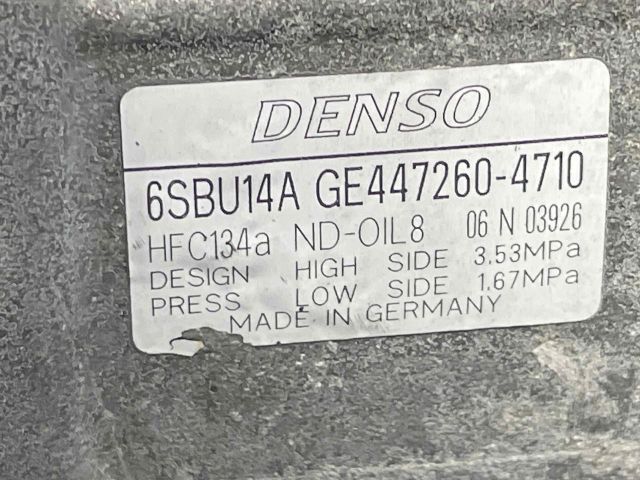 DENSO
6SBU14A GE447260-4710
HFC134a ND-OIL8 06 N 03926
DESIGN HIGH SIDE 3.53MPa
PRESS LOW SIDE 1.67MPa
MADE IN GERMANY